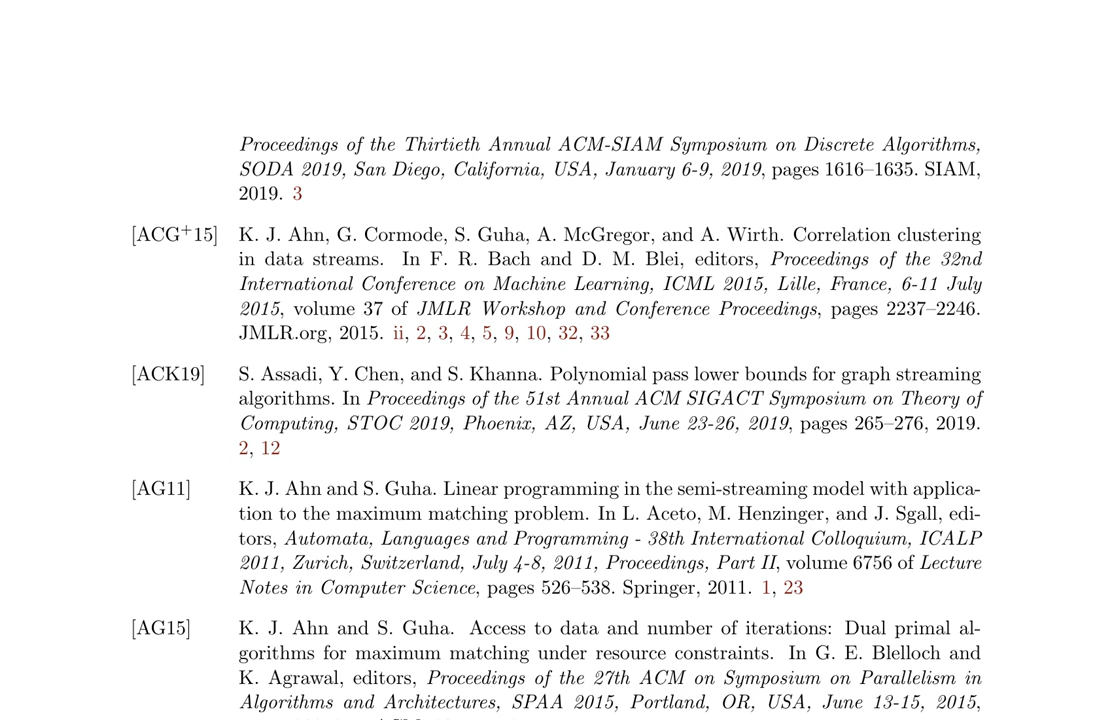 Proceedings of the Thirtieth Annual ACM-SIAM Symposium on Discrete Algorithms,
SODA 2019, San Diego, California, USA, January 6-9, 2019, pages 1616–1635. SIAM,
2019. 3
[ACG+15] K. J. Ahn, G. Cormode, S. Guha, A. McGregor, and A. Wirth. Correlation clustering
in data streams. In F. R. Bach and D. M. Blei, editors, Proceedings of the 32nd
International Conference on Machine Learning, ICML 2015, Lille, France, 6-11 July
2015, volume 37 of JMLR Workshop and Conference Proceedings, pages 2237–2246.
JMLR.org, 2015. ii, 2, 3, 4, 5, 9, 10, 32, 33
[ACK19] S. Assadi, Y. Chen, and S. Khanna. Polynomial pass lower bounds for graph streaming
algorithms. In Proceedings of the 51st Annual ACM SIGACT Symposium on Theory of
Computing, STOC 2019, Phoenix, AZ, USA, June 23-26, 2019, pages 265–276, 2019.
2, 12
[AG11] K. J. Ahn and S. Guha. Linear programming in the semi-streaming model with applica-
tion to the maximum matching problem. In L. Aceto, M. Henzinger, and J. Sgall, edi-
tors, Automata, Languages and Programming - 38th International Colloquium, ICALP
2011, Zurich, Switzerland, July 4-8, 2011, Proceedings, Part II, volume 6756 of Lecture
Notes in Computer Science, pages 526–538. Springer, 2011. 1, 23
[AG15] K. J. Ahn and S. Guha. Access to data and number of iterations: Dual primal al-
gorithms for maximum matching under resource constraints. In G. E. Blelloch and
K. Agrawal, editors, Proceedings of the 27th ACM on Symposium on Parallelism in
Algorithms and Architectures, SPAA 2015, Portland, OR, USA, June 13-15, 2015,